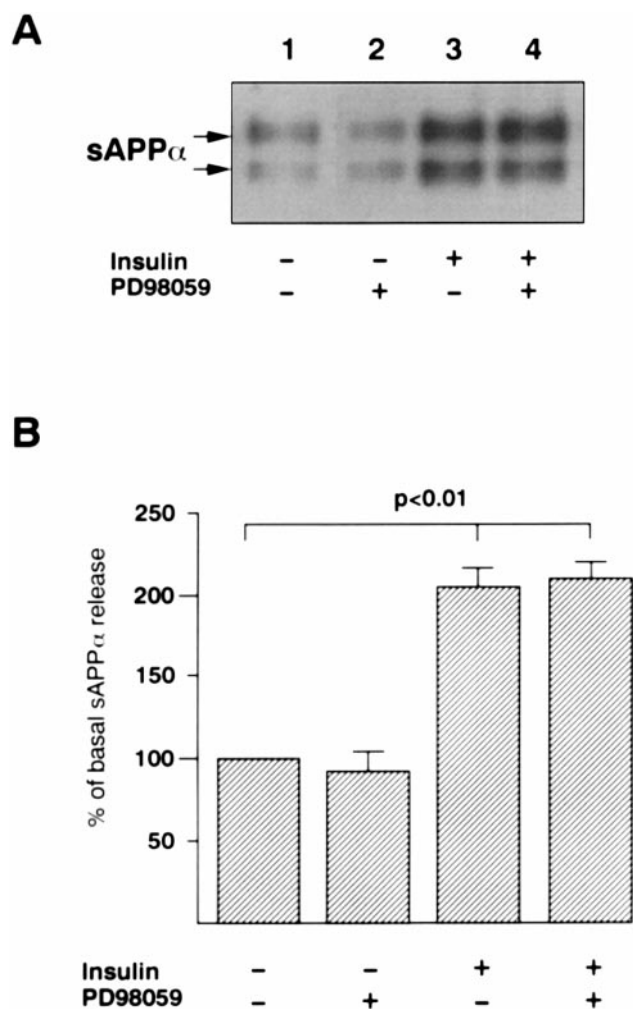 A
1 2 3 4
sAPPα
Insulin – – + +
PD98059 – + – +
B
p<0.01
250
200
150
100
50
% of basal sAPPα release
Insulin – – + +
PD98059 – + – +